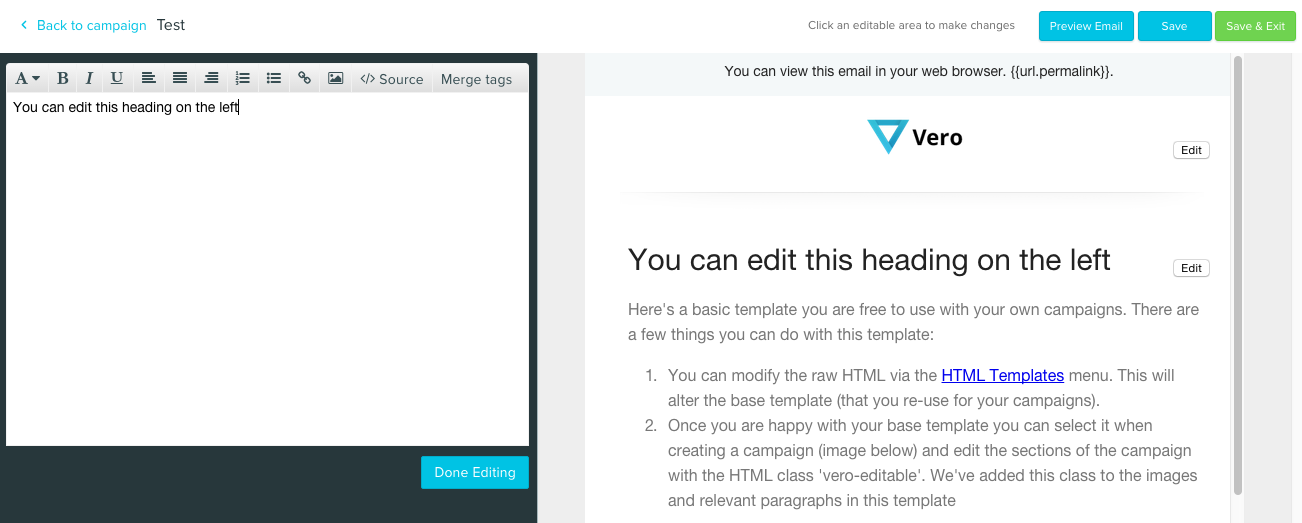 Back to campaign Test
Click an editable area to make changes
Preview Email
Save
Save & Exit
A B I U </> Source Merge tags
You can edit this heading on the left
Done Editing
You can view this email in your web browser. {{url.permalink}}.
Vero
Edit
You can edit this heading on the left
Edit
Here's a basic template you are free to use with your own campaigns. There are
a few things you can do with this template:
1. You can modify the raw HTML via the HTML Templates menu. This will
alter the base template (that you re-use for your campaigns).
2. Once you are happy with your base template you can select it when
creating a campaign (image below) and edit the sections of the campaign
with the HTML class 'vero-editable'. We've added this class to the images
and relevant paragraphs in this template